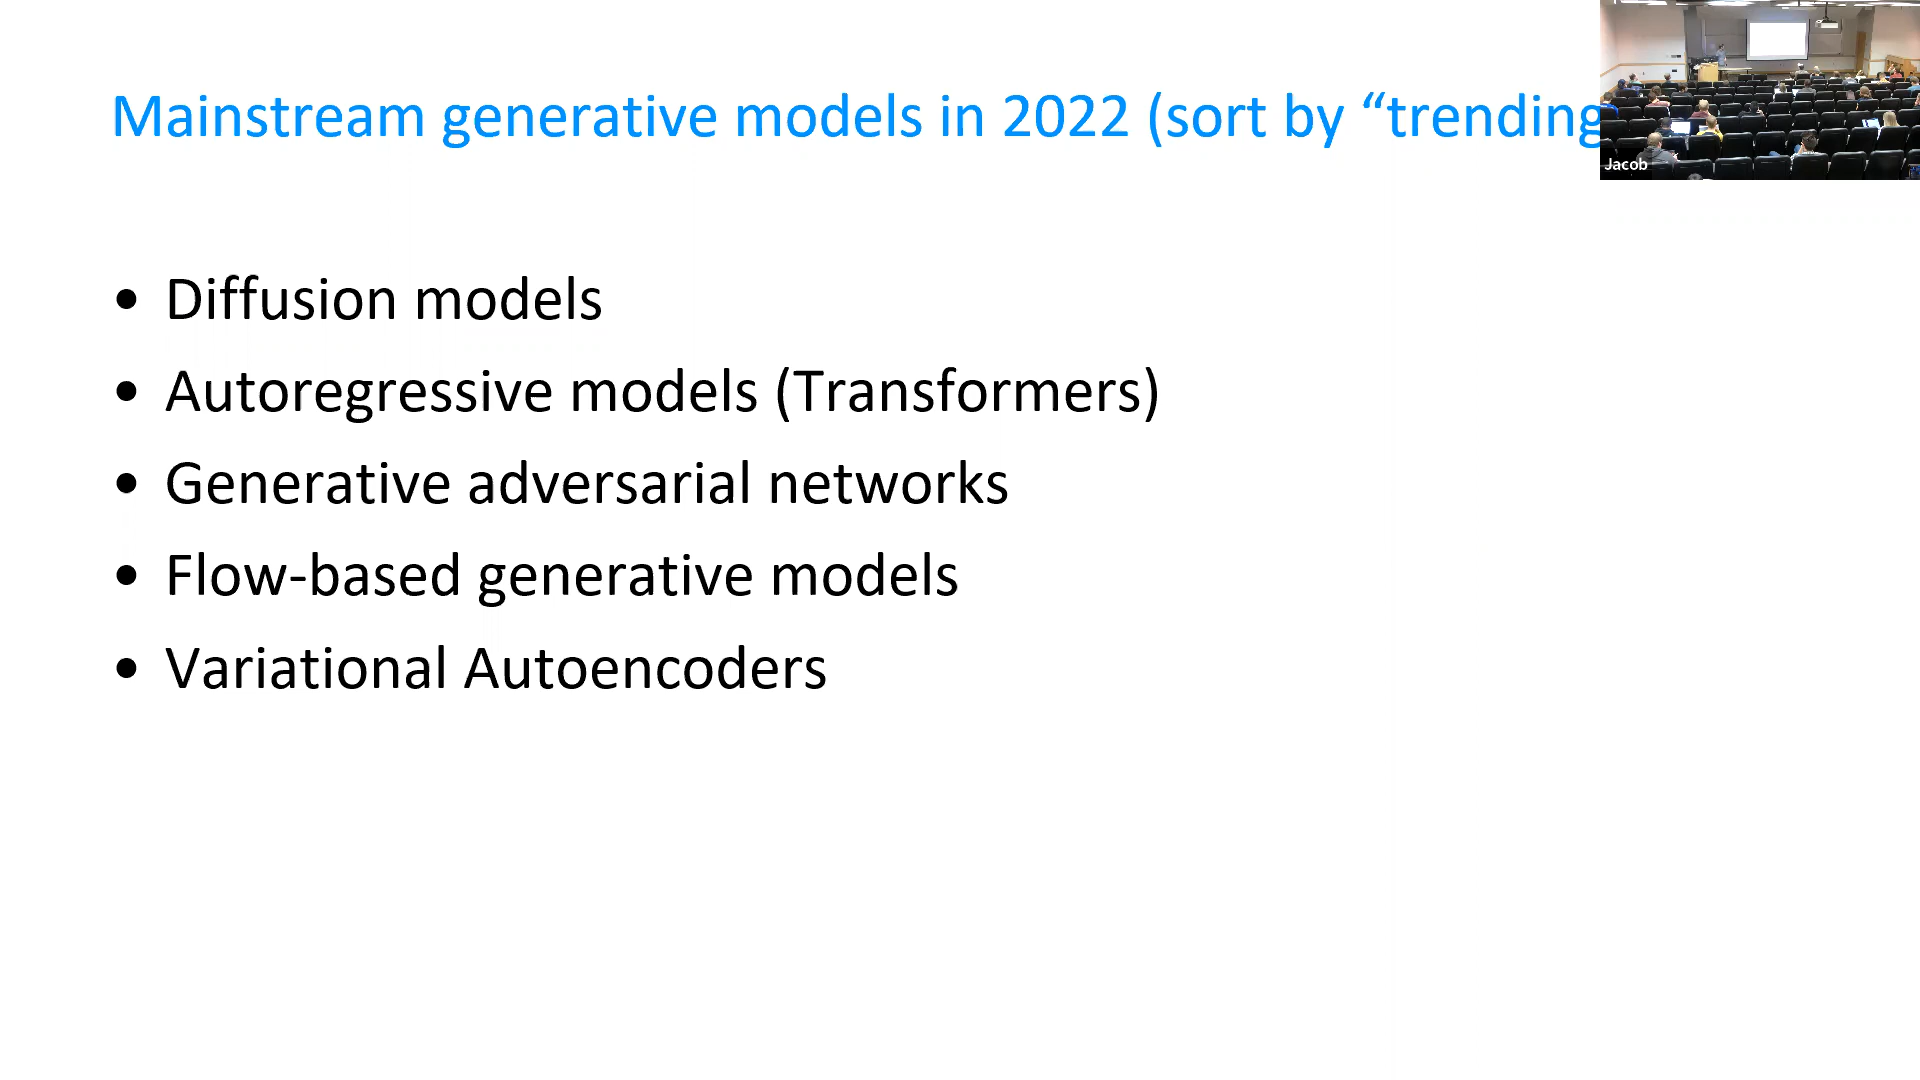 Mainstream generative models in 2022 (sort by “trending
Jacob
• Diffusion models
• Autoregressive models (Transformers)
• Generative adversarial networks
• Flow-based generative models
• Variational Autoencoders